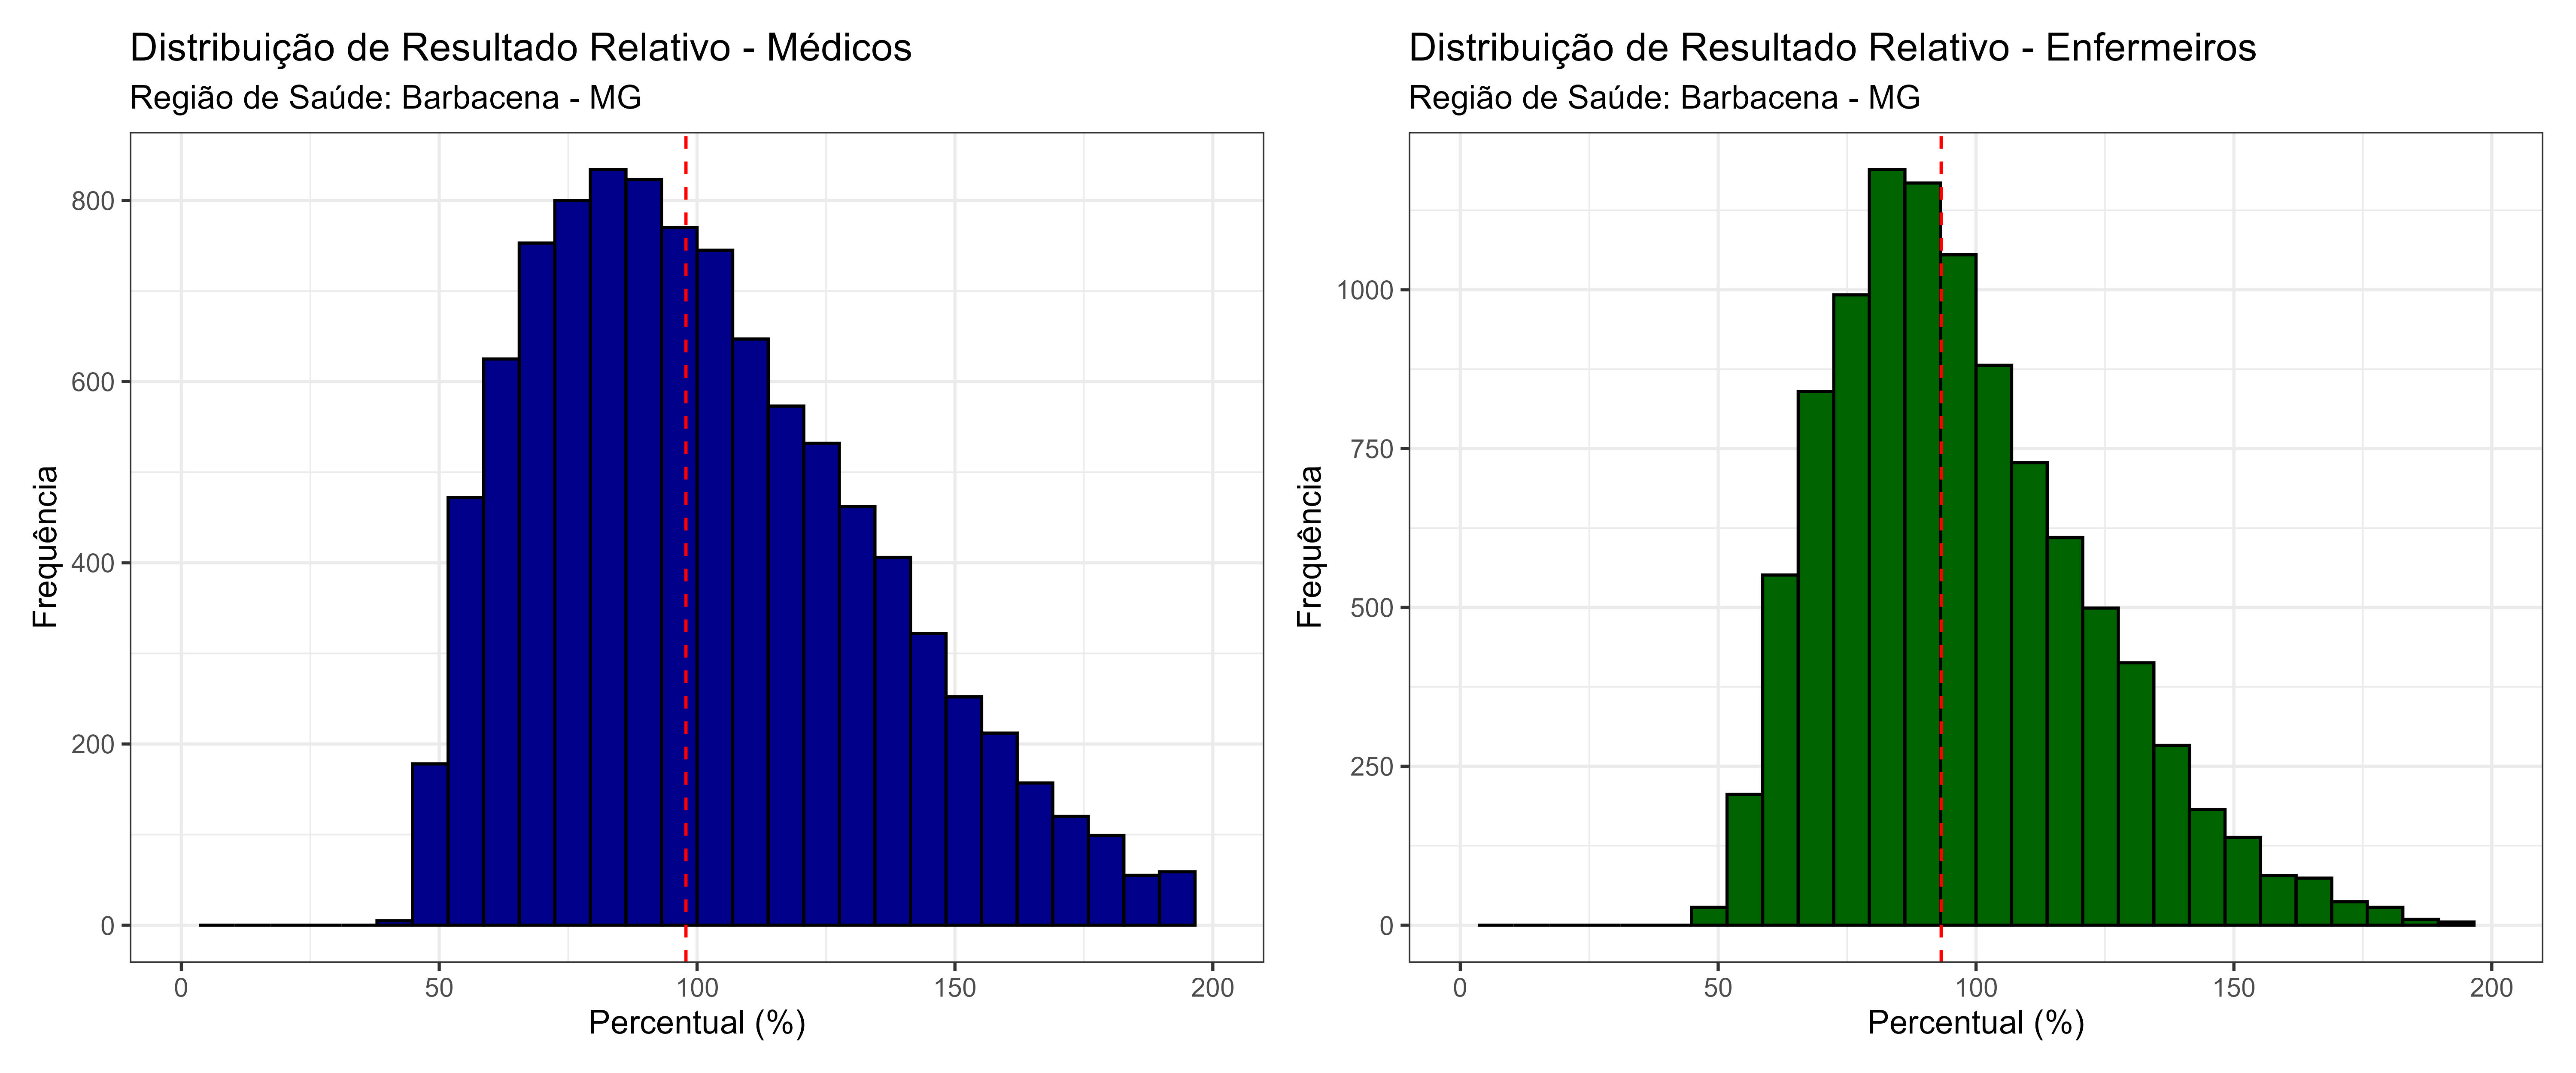 Distribuição de Resultado Relativo - Médicos
Região de Saúde: Barbacena - MG
Frequência
800
600
400
200
0
0 50 100 150 200
Percentual (%)
Distribuição de Resultado Relativo - Enfermeiros
Região de Saúde: Barbacena - MG
Frequência
1000
750
500
250
0
0 50 100 150 200
Percentual (%)